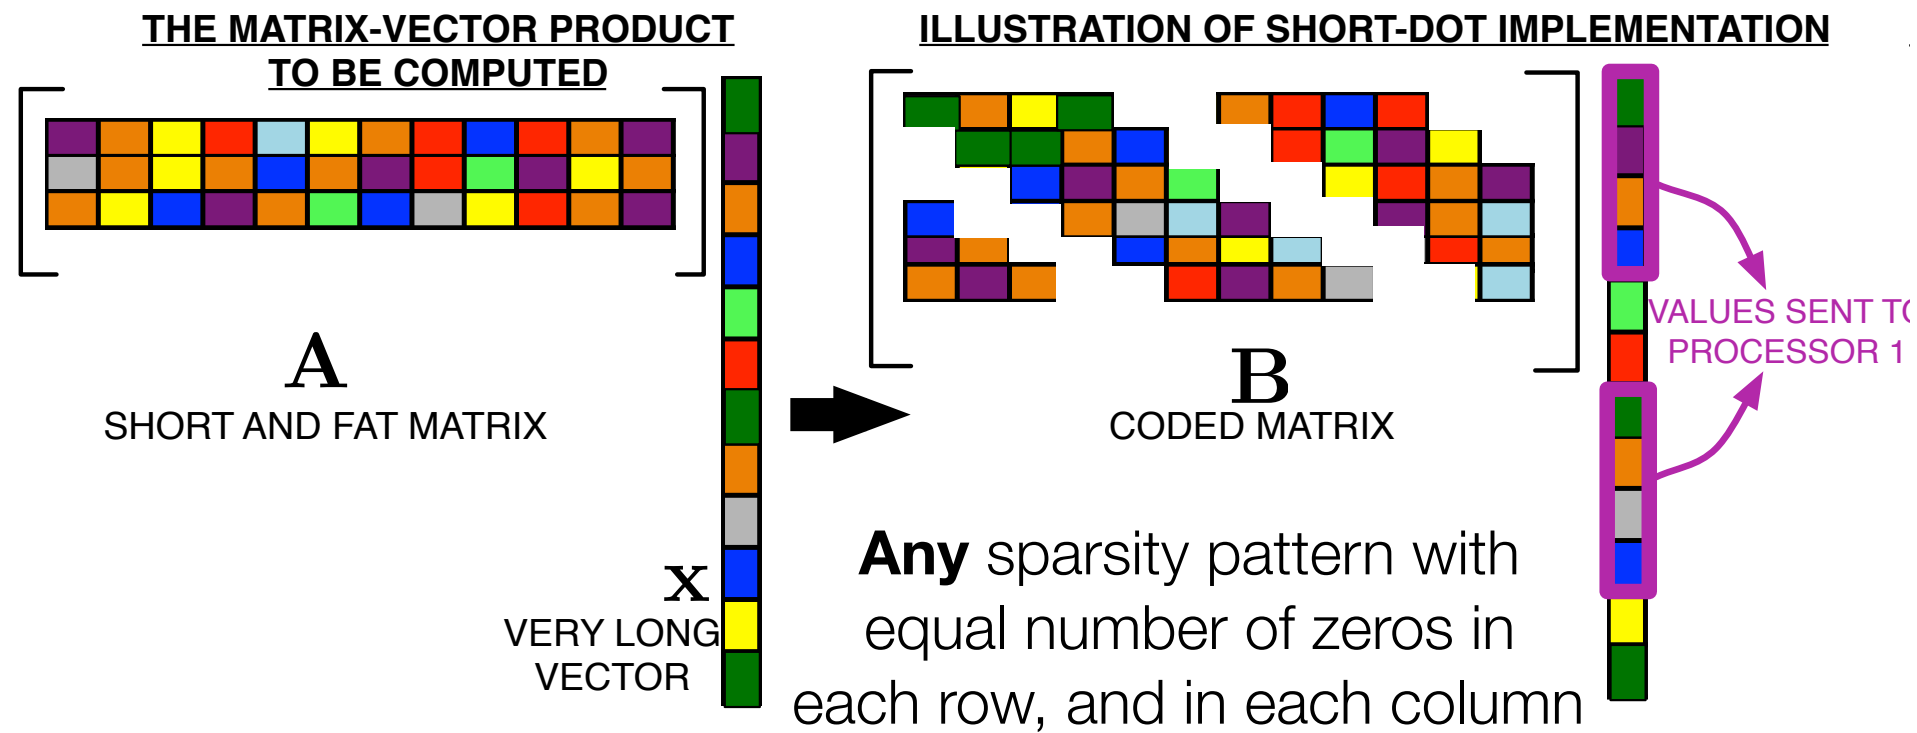 THE MATRIX-VECTOR PRODUCT
TO BE COMPUTED
A
SHORT AND FAT MATRIX
x
VERY LONG
VECTOR
ILLUSTRATION OF SHORT-DOT IMPLEMENTATION
B
CODED MATRIX
VALUES SENT TO
PROCESSOR 1
Any sparsity pattern with
equal number of zeros in
each row, and in each column